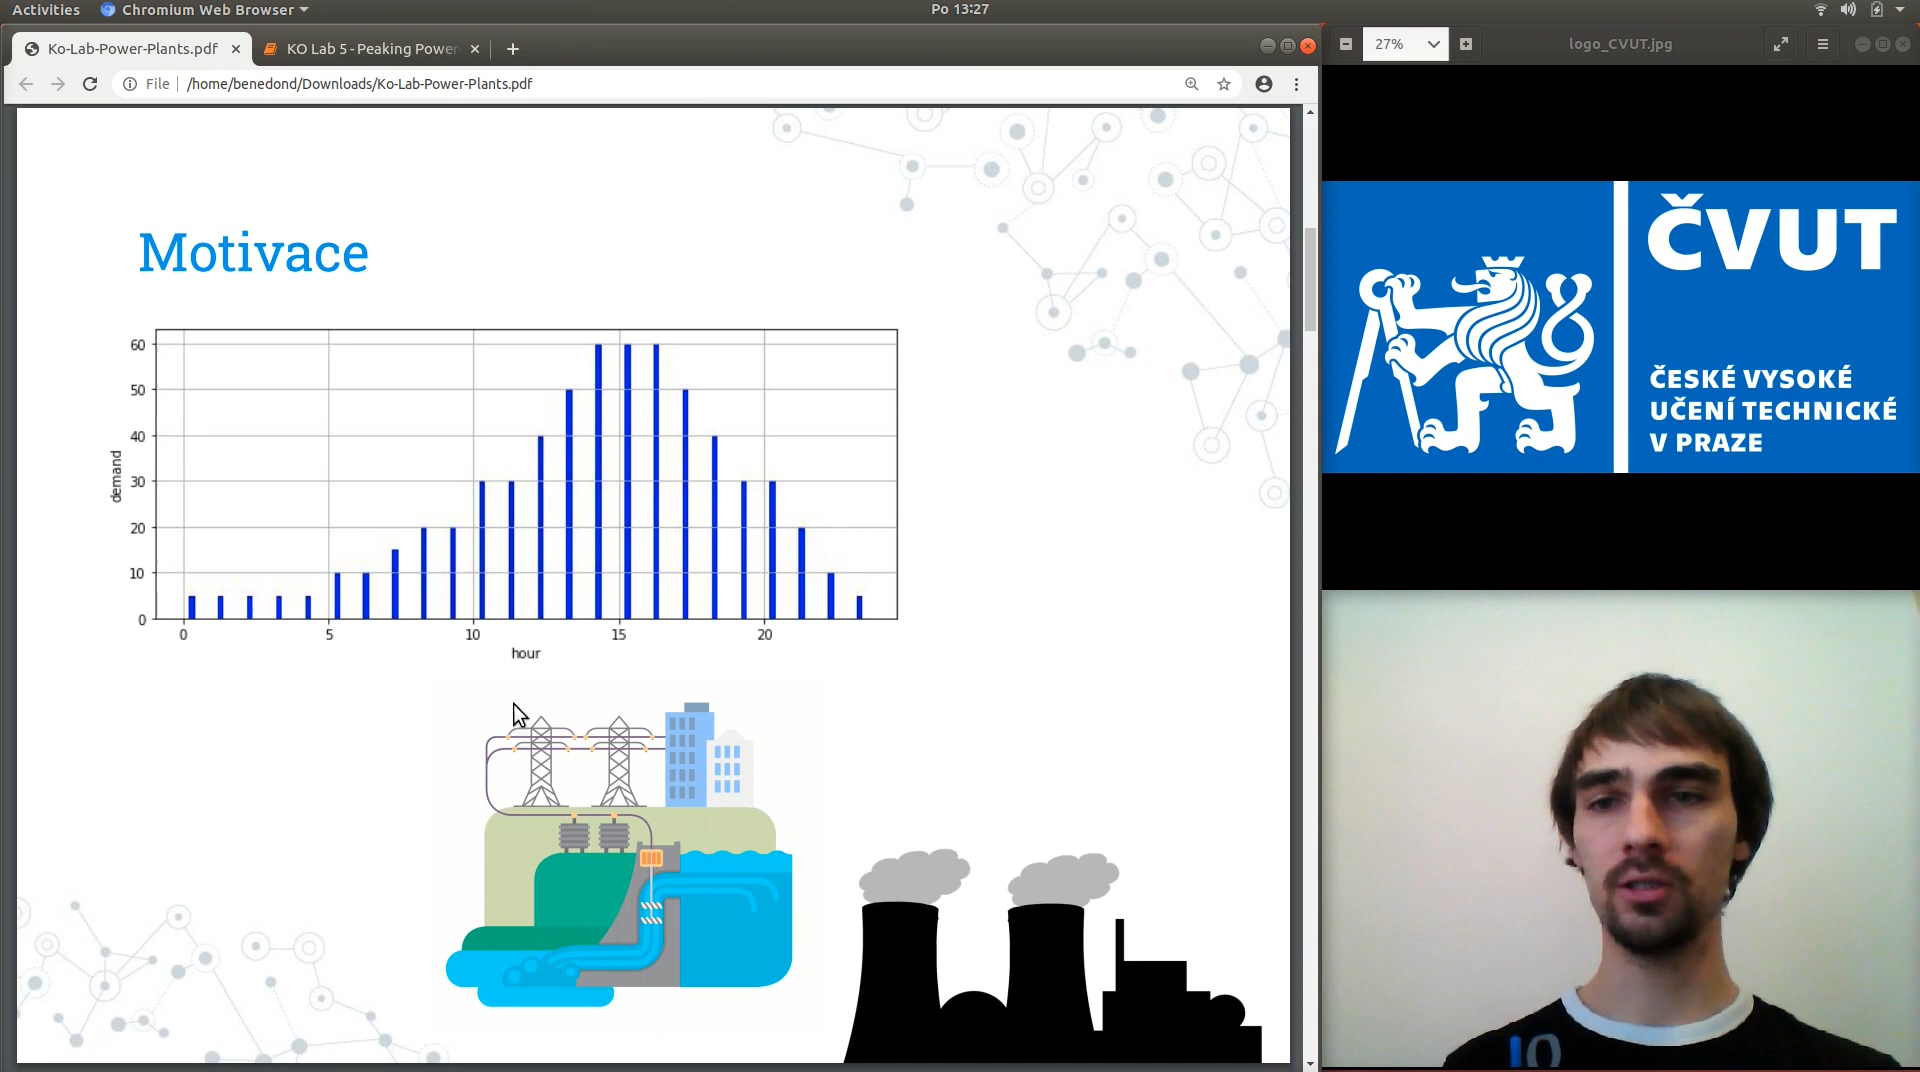 Activities
Chromium Web Browser
Po 13:27
Ko-Lab-Power-Plants.pdf
KO Lab 5 - Peaking Power
27%
logo_CVUT.jpg
File
/home/benedond/Downloads/Ko-Lab-Power-Plants.pdf
Motivace
60
50
40
30
20
10
0
demand
0 5 10 15 20
hour
ČVUT
ČESKÉ VYSOKÉ
UČENÍ TECHNICKÉ
V PRAZE